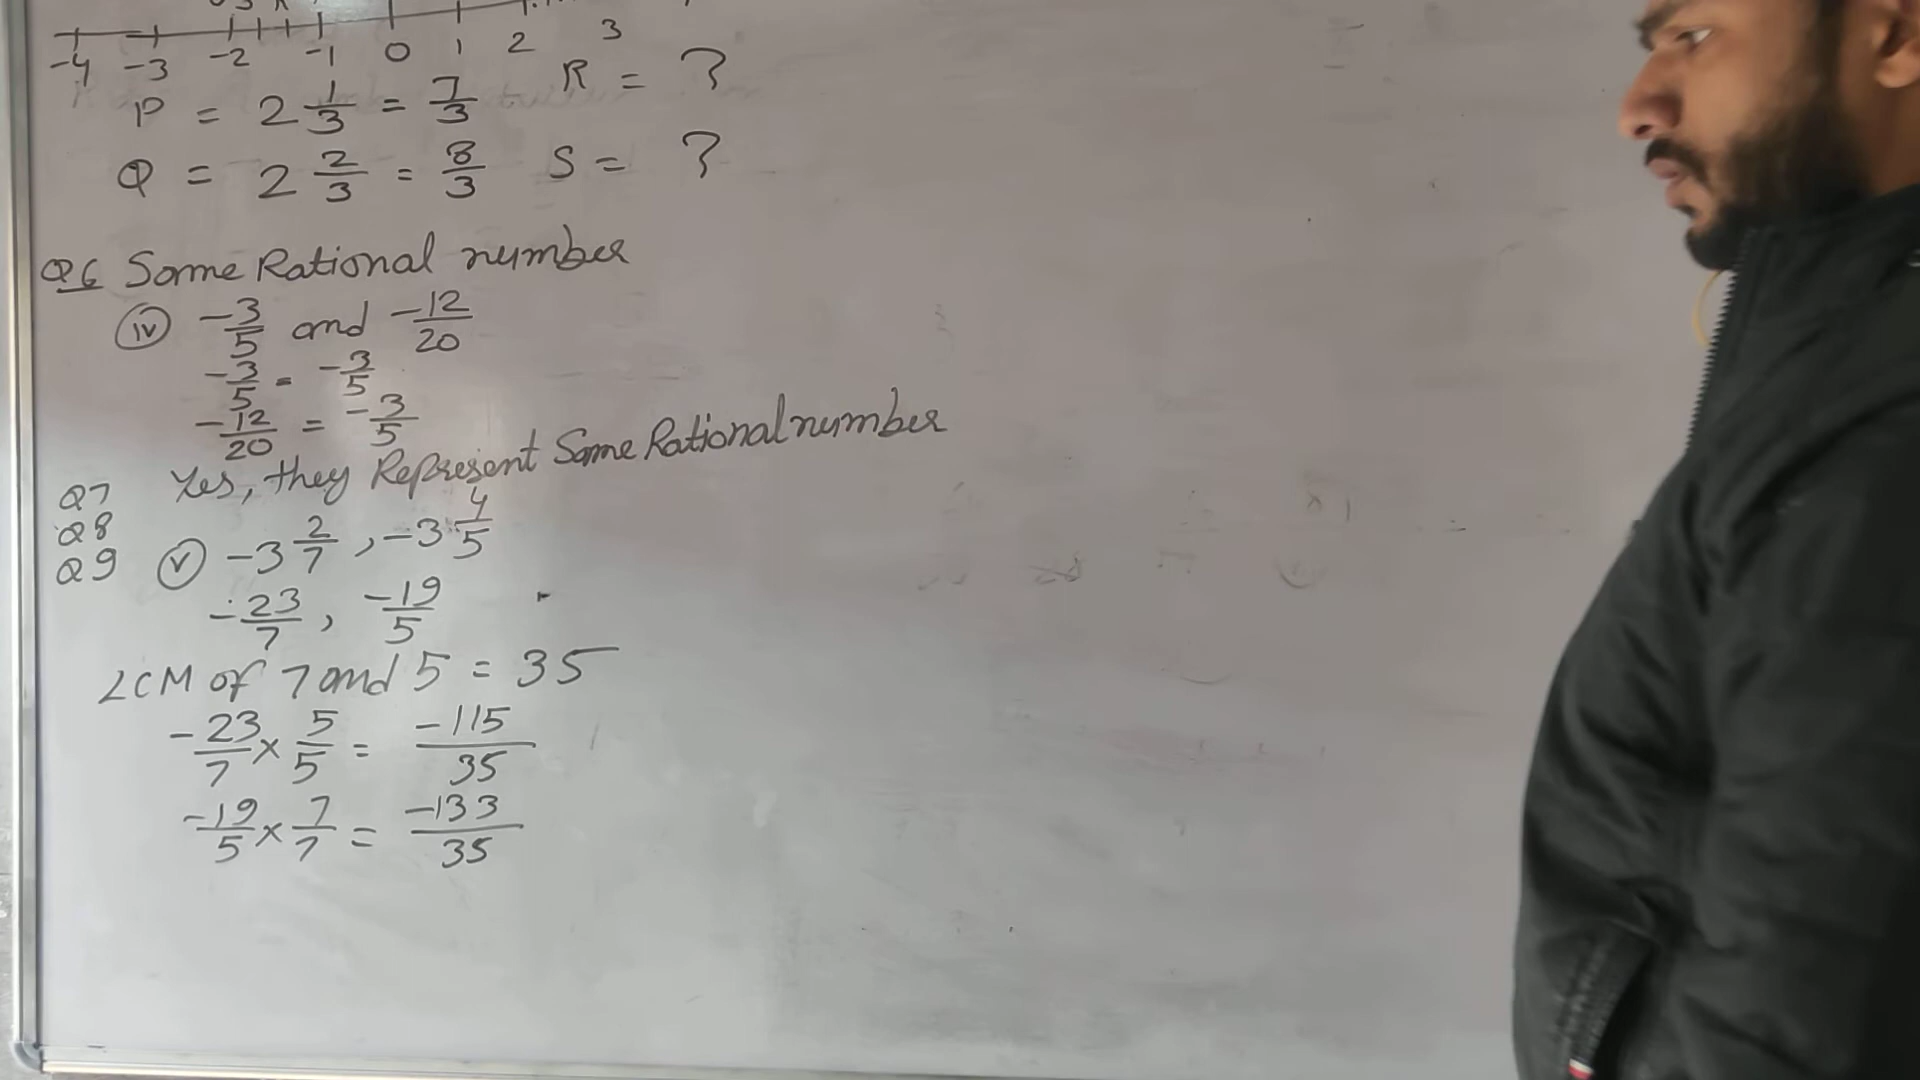 -4 -3 -2 -1 0 1 2 3
P = 2 1/3 = 7/3 R = ?
Q = 2 2/3 = 8/3 S = ?
Q6 Same Rational number
(iv) -3/5 and -12/20
-3/5 = -3/5
-12/20 = -3/5
Yes, they Represent Same Rational number
Q7
Q8
Q9 (v) -3 2/7, -3 4/5
-23/7, -19/5
LCM of 7 and 5 = 35
-23/7 × 5/5 = -115/35
-19/5 × 7/7 = -133/35